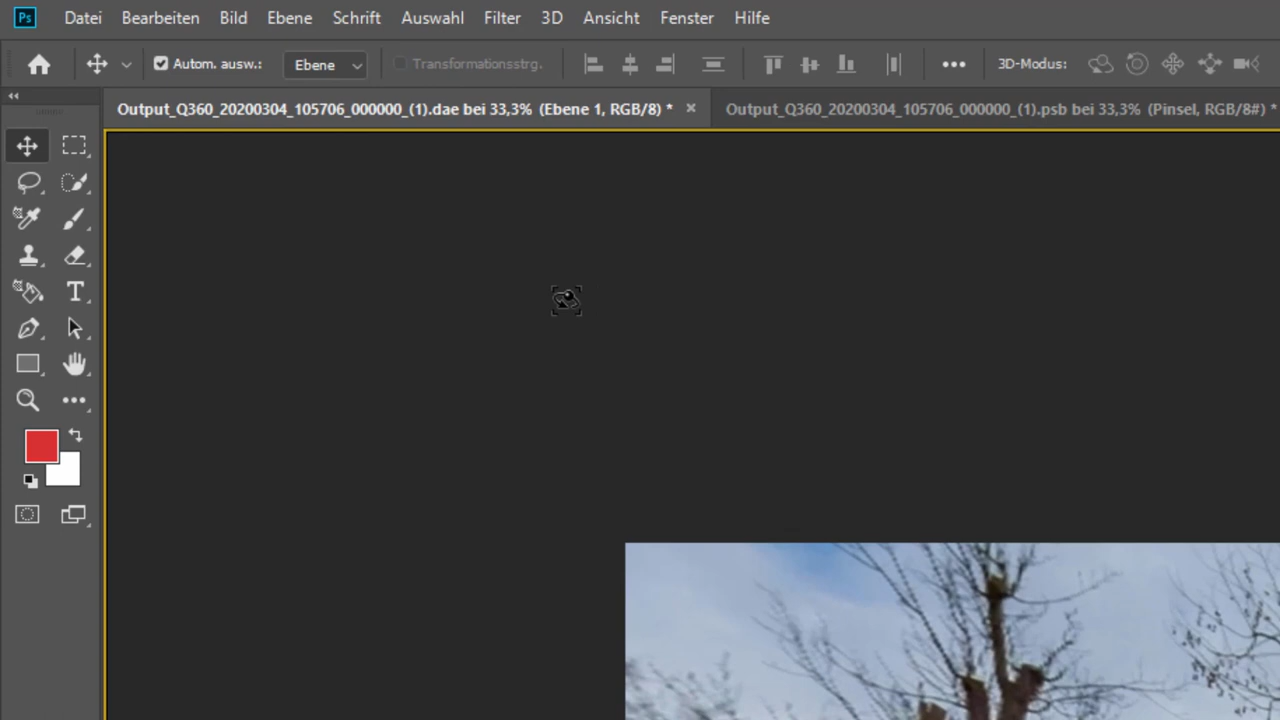 Ps Datei Bearbeiten Bild Ebene Schrift Auswahl Filter 3D Ansicht Fenster Hilfe
Autom. ausw.: Ebene Transformationsstrg. 3D-Modus:
Output_Q360_20200304_105706_000000_(1).dae bei 33,3% (Ebene 1, RGB/8) * × Output_Q360_20200304_105706_000000_(1).psb bei 33,3% (Pinsel, RGB/8#) *
T